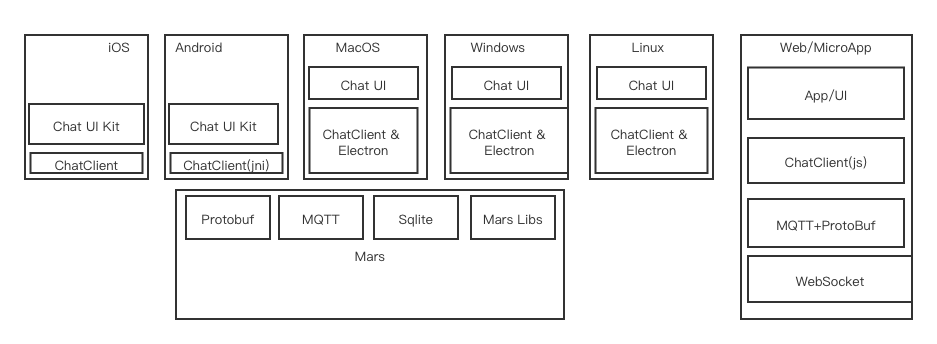 iOS
Android
MacOS
Windows
Linux
Web/MicroApp
Chat UI
Chat UI
Chat UI
App/UI
Chat UI Kit
Chat UI Kit
ChatClient &
Electron
ChatClient &
Electron
ChatClient &
Electron
ChatClient
ChatClient(jni)
ChatClient(js)
Protobuf
MQTT
Sqlite
Mars Libs
MQTT+ProtoBuf
Mars
WebSocket